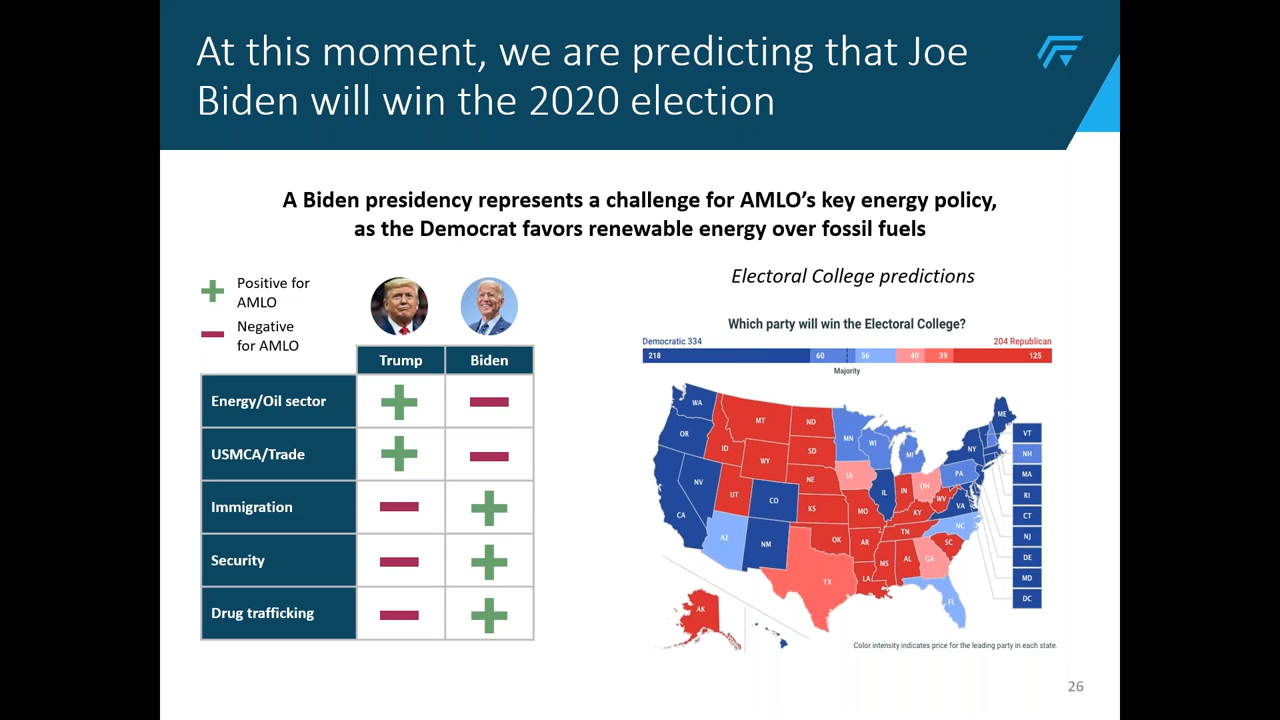 At this moment, we are predicting that Joe
Biden will win the 2020 election
A Biden presidency represents a challenge for AMLO's key energy policy,
as the Democrat favors renewable energy over fossil fuels
Positive for
AMLO
Negative
for AMLO
Trump
Biden
Energy/Oil sector
USMCA/Trade
Immigration
Security
Drug trafficking
Electoral College predictions
Which party will win the Electoral College?
Democratic 334
204 Republican
218
60
56
40
39
125
Majority
WA
MT
ND
MN
ME
OR
ID
SD
WI
MI
NY
WY
NV
UT
CO
NE
IA
IL
IN
OH
PA
WV
VA
CA
KS
MO
KY
NC
AZ
NM
OK
AR
TN
SC
MS
AL
GA
TX
LA
FL
AK
VT
NH
MA
RI
CT
NJ
DE
MD
DC
Color intensity indicates price for the leading party in each state.
26